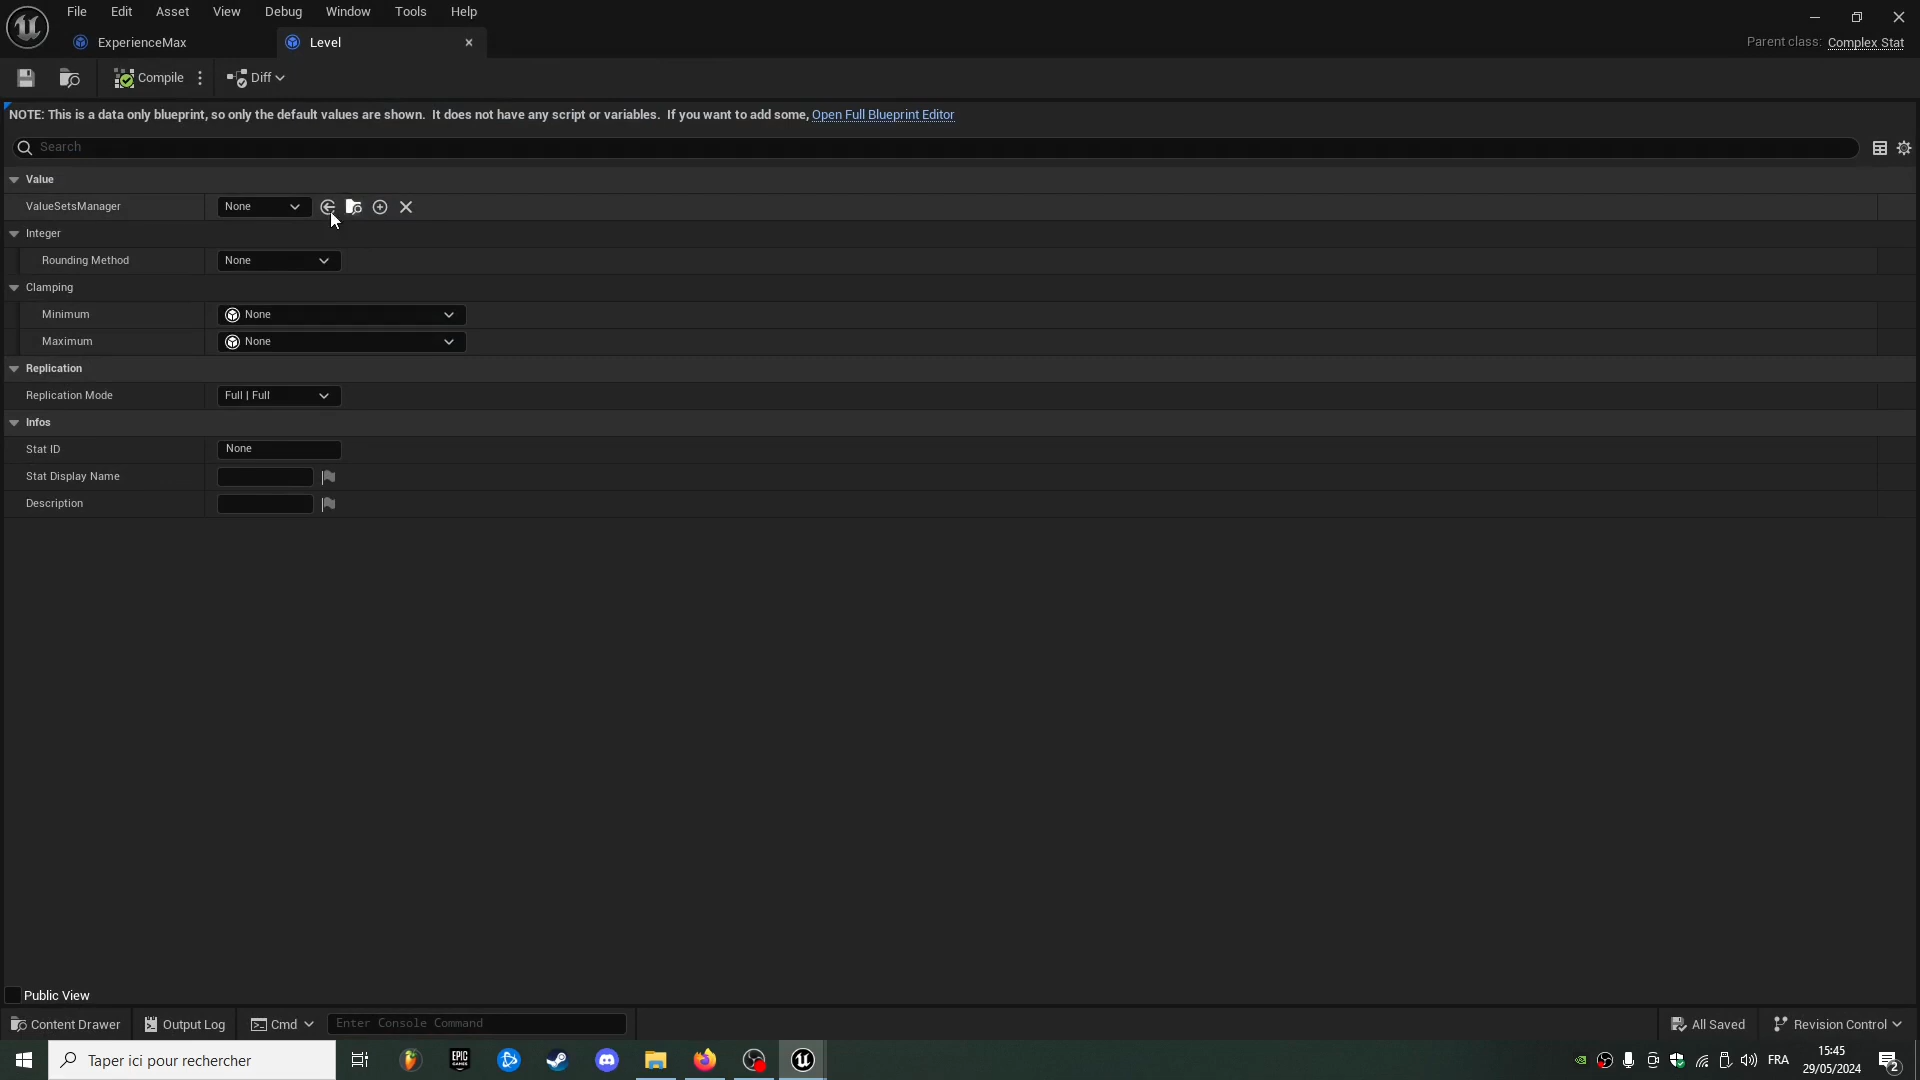 File Edit Asset View Debug Window Tools Help
ExperienceMax
Level
Parent class: Complex Stat
Compile
Diff
NOTE: This is a data only blueprint, so only the default values are shown. It does not have any script or variables. If you want to add some, Open Full Blueprint Editor
Search
Value
ValueSetsManager None
Integer
Rounding Method None
Clamping
Minimum None
Maximum None
Replication
Replication Mode Full | Full
Infos
Stat ID None
Stat Display Name
Description
Public View
Content Drawer Output Log Cmd Enter Console Command All Saved Revision Control
Taper ici pour rechercher
EPIC GAMES
FRA
15:45
29/05/2024
2